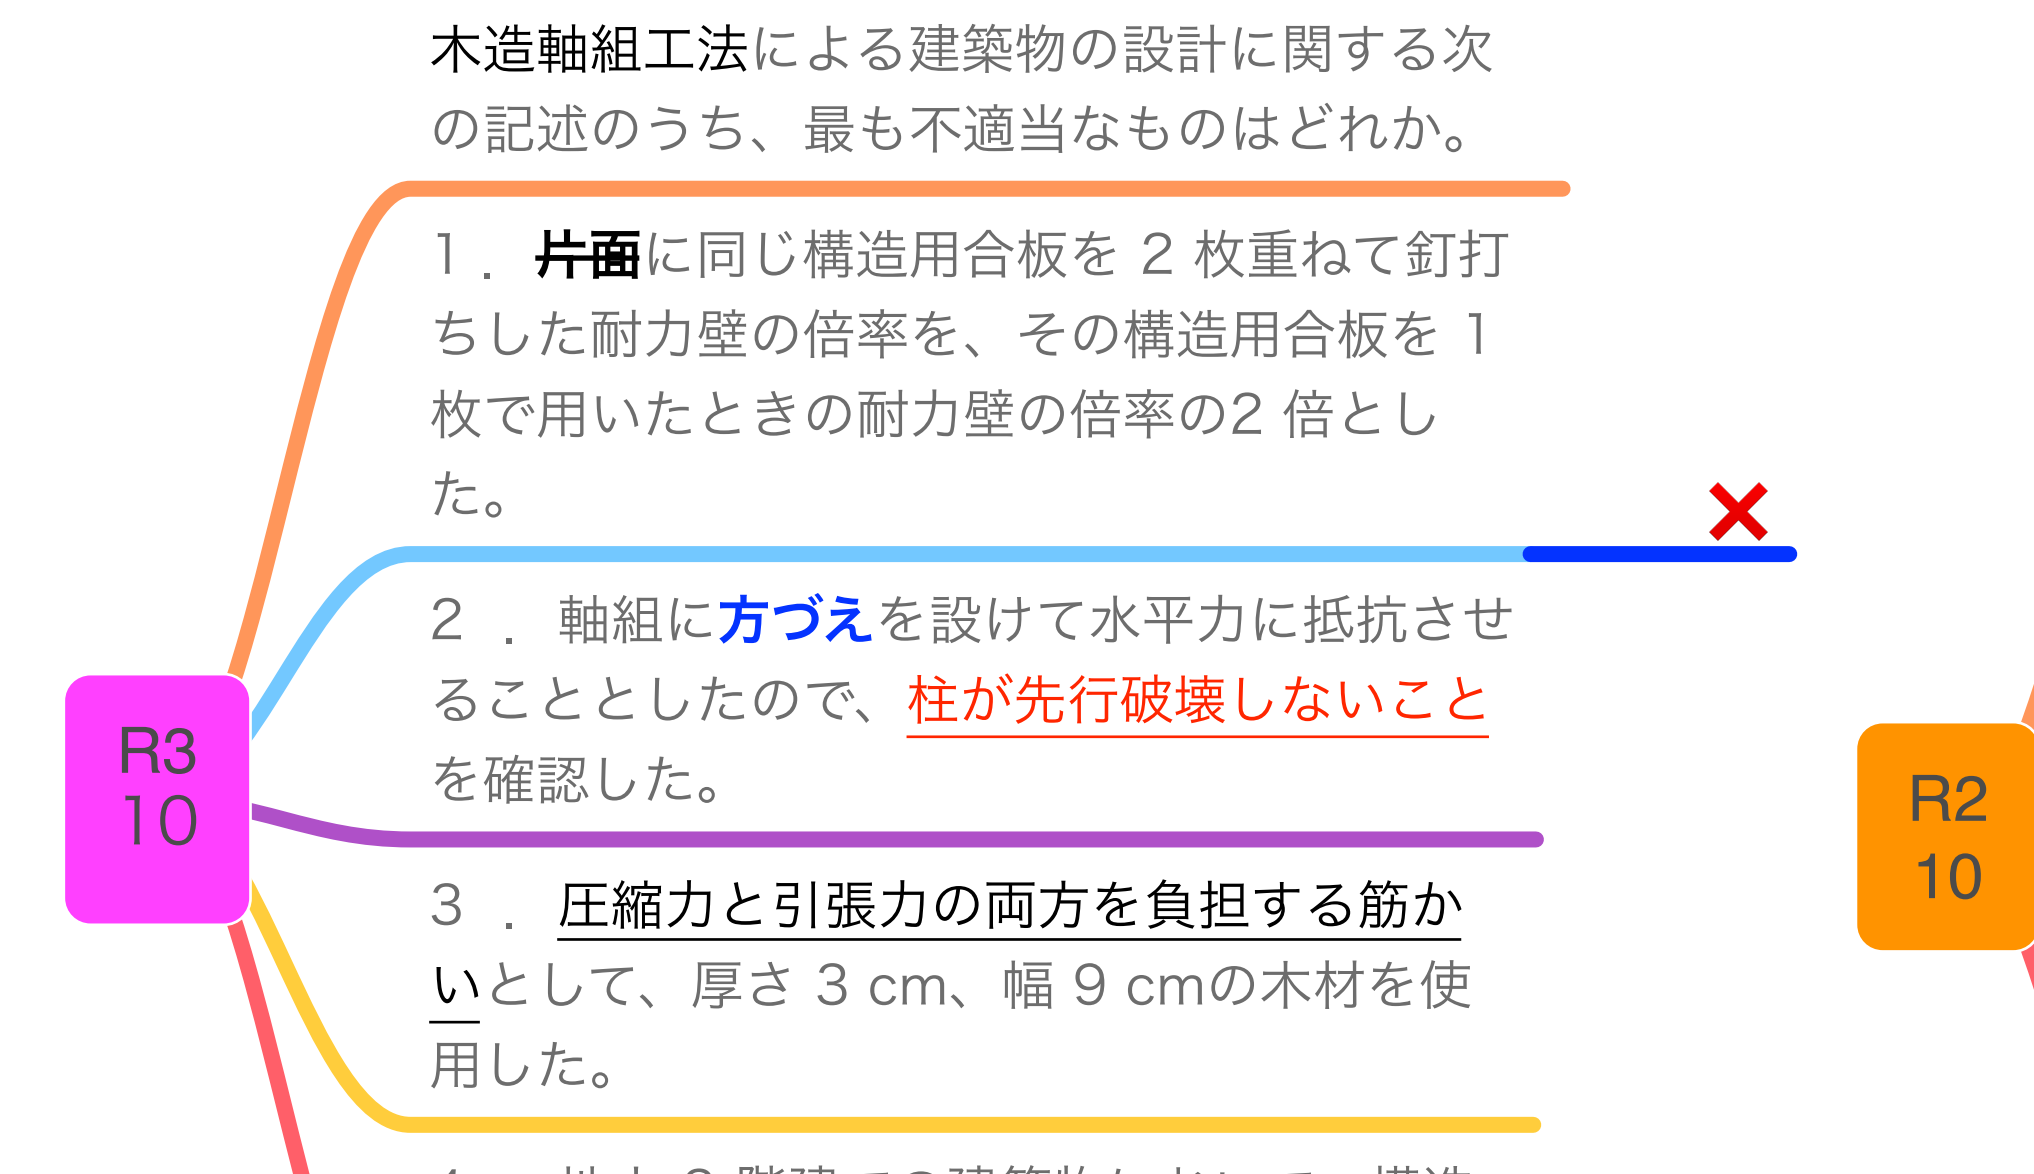 木造軸組工法による建築物の設計に関する次
の記述のうち、最も不適当なものはどれか。
1．片面に同じ構造用合板を 2 枚重ねて釘打
ちした耐力壁の倍率を、その構造用合板を 1
枚で用いたときの耐力壁の倍率の2 倍とし
た。
×
2 ． 軸組に方づえを設けて水平力に抵抗させ
ることとしたので、柱が先行破壊しないこと
を確認した。
R3
10
3 ． 圧縮力と引張力の両方を負担する筋か
いとして、厚さ 3 cm、幅 9 cmの木材を使
用した。
R2
10